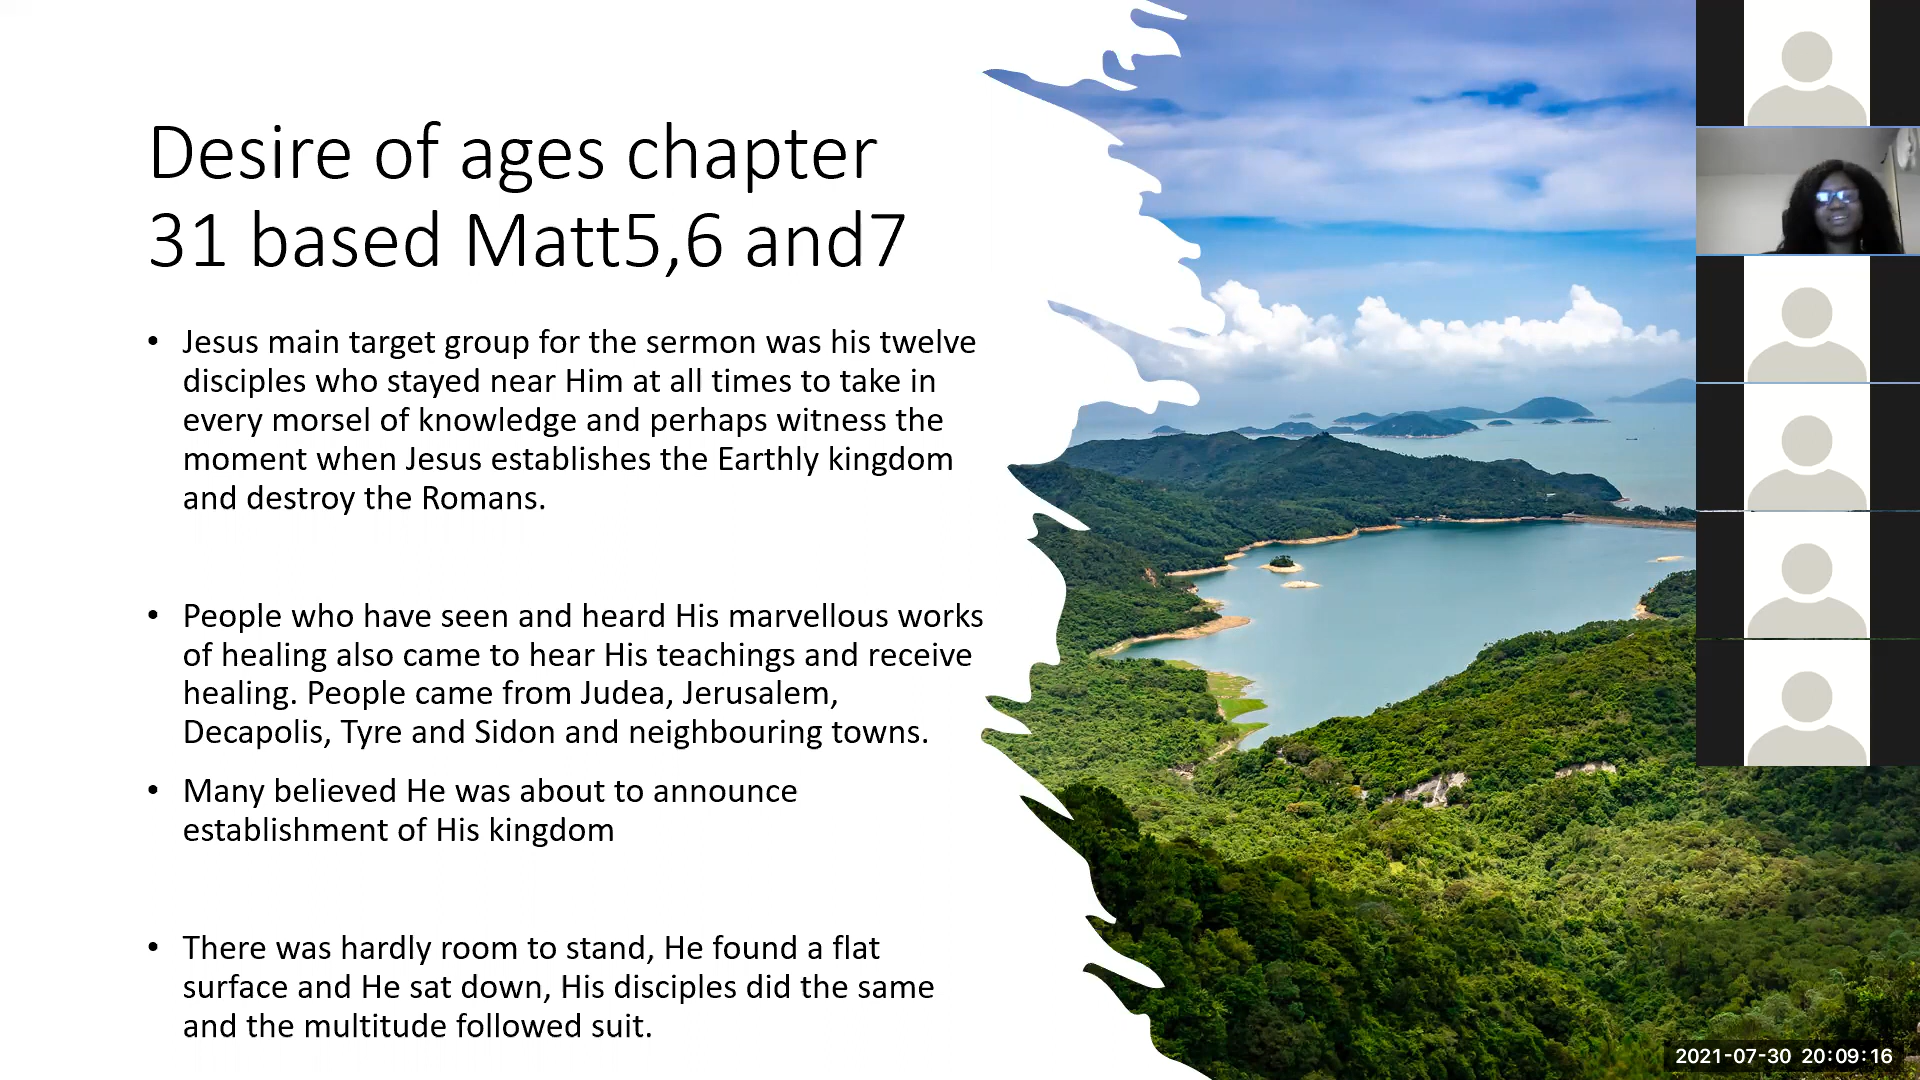 Desire of ages chapter
31 based Matt5,6 and7
• Jesus main target group for the sermon was his twelve
disciples who stayed near Him at all times to take in
every morsel of knowledge and perhaps witness the
moment when Jesus establishes the Earthly kingdom
and destroy the Romans.
• People who have seen and heard His marvellous works
of healing also came to hear His teachings and receive
healing. People came from Judea, Jerusalem,
Decapolis, Tyre and Sidon and neighbouring towns.
• Many believed He was about to announce
establishment of His kingdom
• There was hardly room to stand, He found a flat
surface and He sat down, His disciples did the same
and the multitude followed suit.
2021-07-30 20:09:16